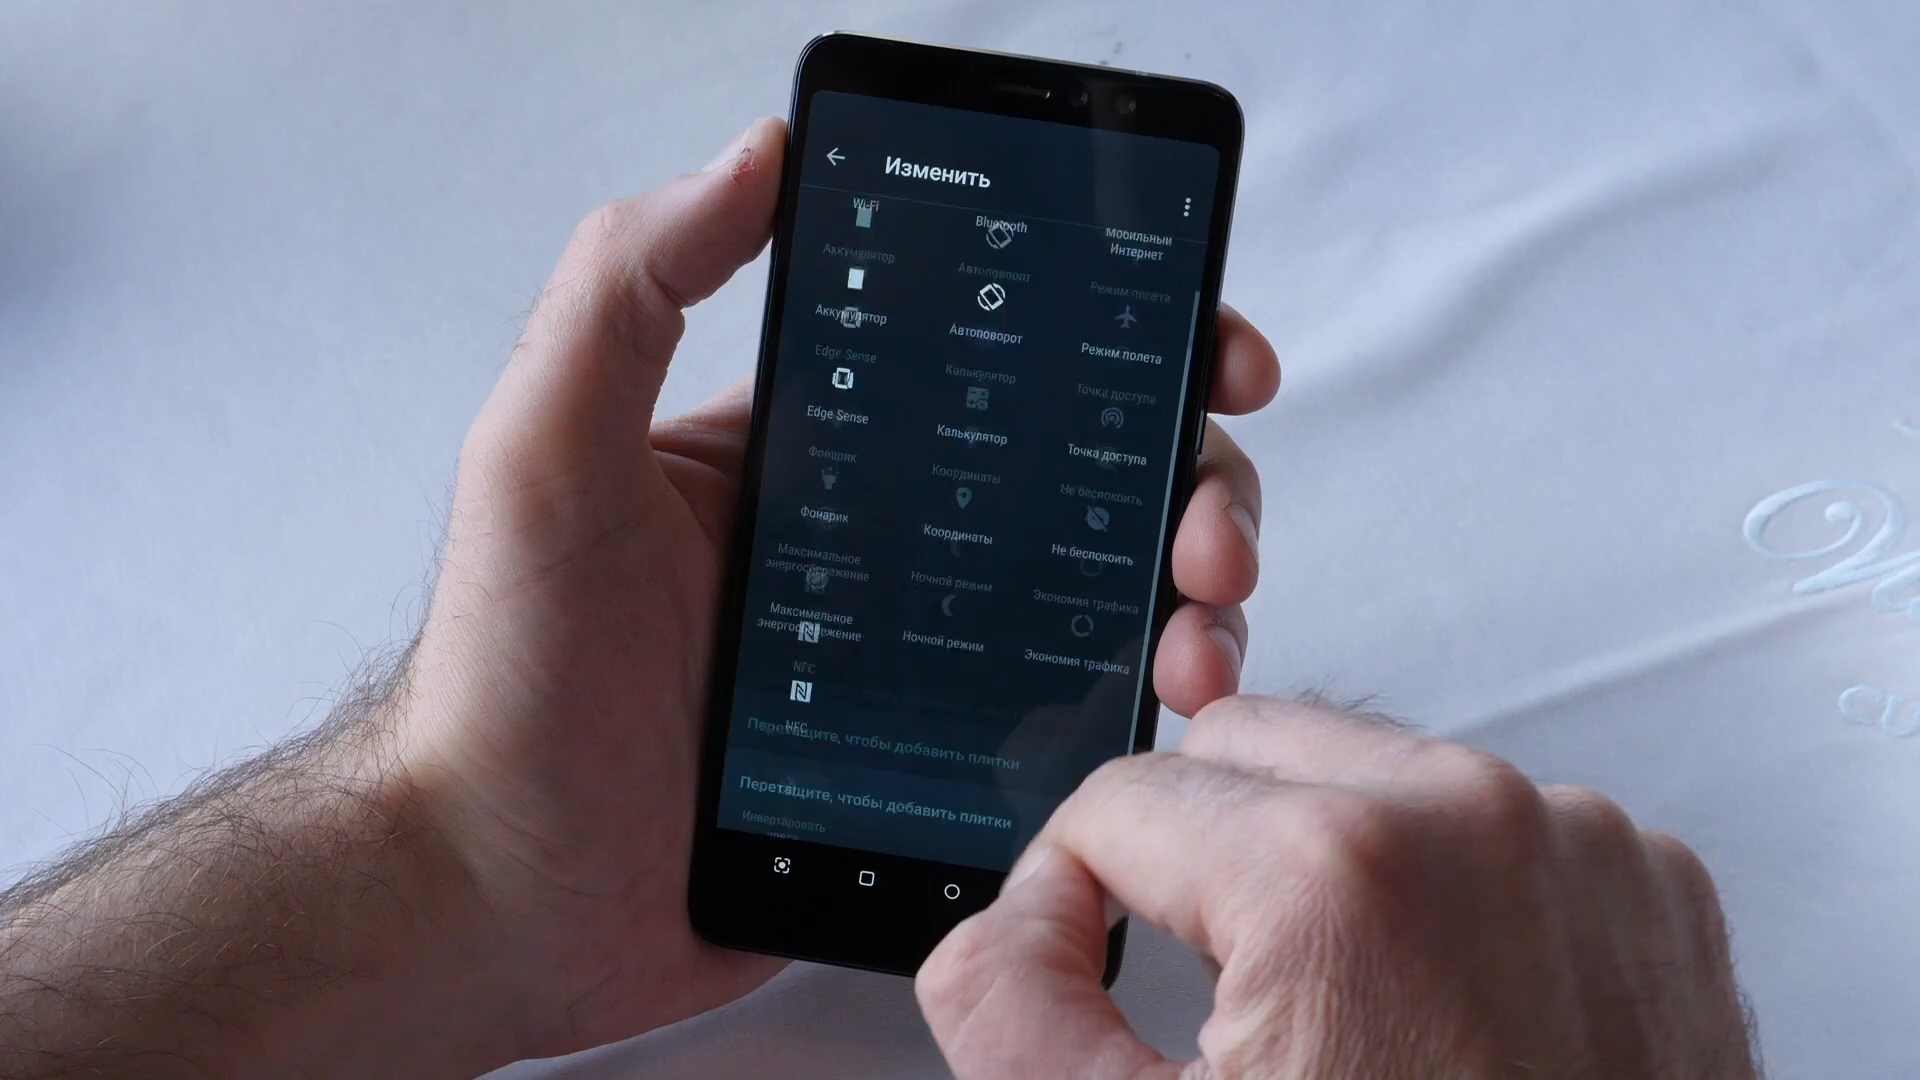 Изменить
Wi-Fi
Bluetooth
Мобильный
Интернет
Аккумулятор
Автоповорот
Режим полета
Аккумулятор
Автоповорот
Режим полета
Edge Sense
Калькулятор
Точка доступа
Edge Sense
Калькулятор
Точка доступа
Фонарик
Координаты
Не беспокоить
Фонарик
Координаты
Не беспокоить
Максимальное
энергосбережение
Ночной режим
Экономия трафика
Максимальное
энергосбережение
Ночной режим
Экономия трафика
NFC
NFC
Перетащите, чтобы добавить плитки
Перетащите, чтобы добавить плитки
Инвертировать